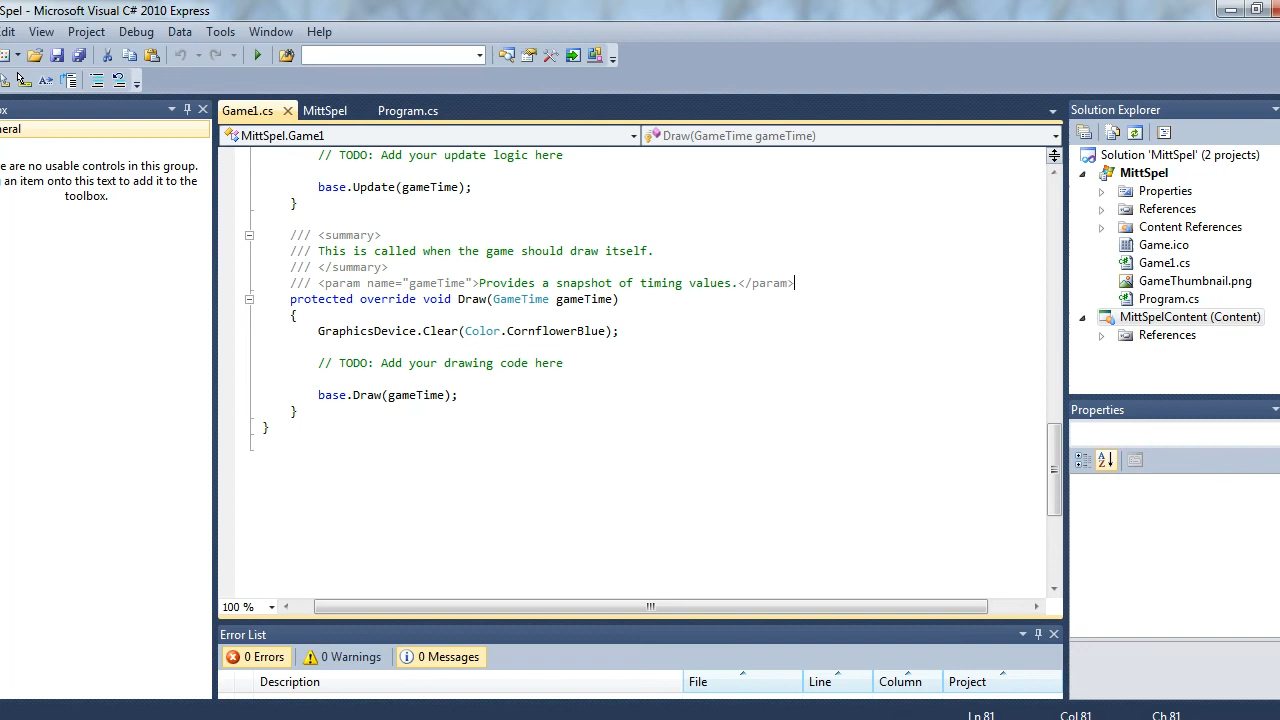 Spel - Microsoft Visual C# 2010 Express
Edit View Project Debug Data Tools Window Help
Game1.cs MittSpel Program.cs
MittSpel.Game1 Draw(GameTime gameTime)
eral
e are no usable controls in this group.
an item onto this text to add it to the
toolbox.
// TODO: Add your update logic here
base.Update(gameTime);
}
/// <summary>
/// This is called when the game should draw itself.
/// </summary>
/// <param name="gameTime">Provides a snapshot of timing values.</param>
protected override void Draw(GameTime gameTime)
{
GraphicsDevice.Clear(Color.CornflowerBlue);
// TODO: Add your drawing code here
base.Draw(gameTime);
}
}
100 %
Error List
0 Errors 0 Warnings 0 Messages
Description File Line Column Project
Solution Explorer
Solution 'MittSpel' (2 projects)
MittSpel
Properties
References
Content References
Game.ico
Game1.cs
GameThumbnail.png
Program.cs
MittSpelContent (Content)
References
Properties
Ln 81 Col 81 Ch 81